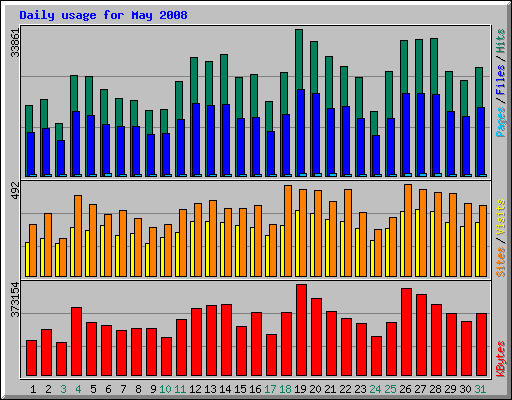 Daily usage for May 2008
33861
Pages / Files / Hits
492
Sites / Visits
373154
KBytes
1 2 3 4 5 6 7 8 9 10 11 12 13 14 15 16 17 18 19 20 21 22 23 24 25 26 27 28 29 30 31